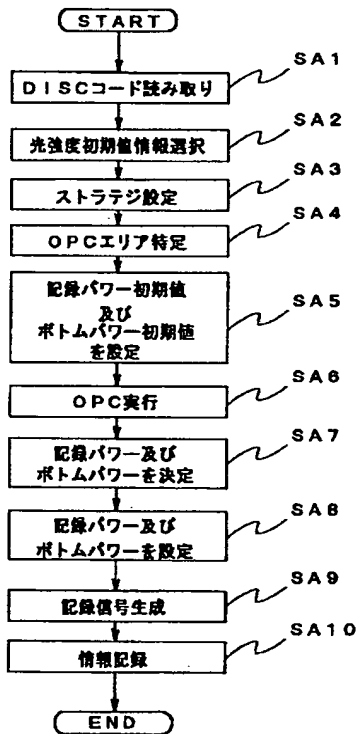 START
SA1
DISCコード読み取り
SA2
光強度初期値情報選択
SA3
ストラテジ設定
SA4
OPCエリア特定
記録パワー初期値
及び
ボトムパワー初期値
を設定
SA5
SA6
OPC実行
SA7
記録パワー及び
ボトムパワーを決定
SA8
記録パワー及び
ボトムパワーを設定
SA9
記録信号生成
SA10
情報記録
END